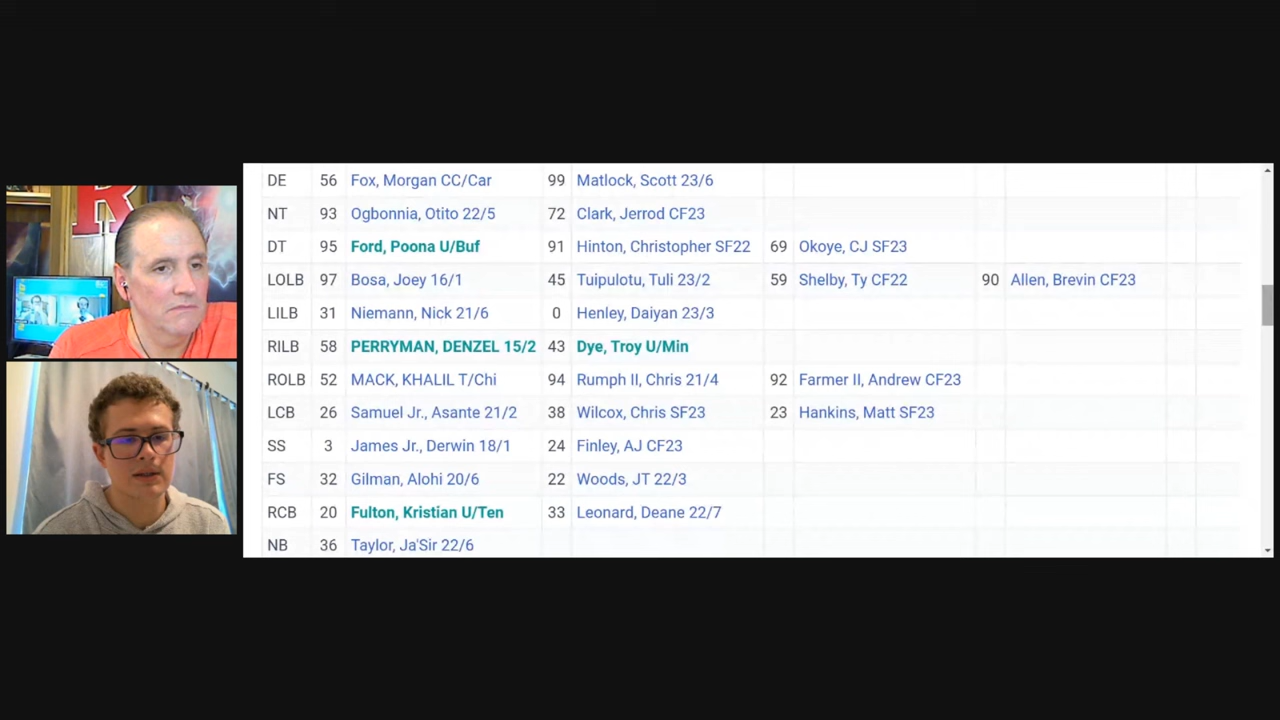 R
DE 56 Fox, Morgan CC/Car 99 Matlock, Scott 23/6
NT 93 Ogbonnia, Otito 22/5 72 Clark, Jerrod CF23
DT 95 Ford, Poona U/Buf 91 Hinton, Christopher SF22 69 Okoye, CJ SF23
LOLB 97 Bosa, Joey 16/1 45 Tuipulotu, Tuli 23/2 59 Shelby, Ty CF22 90 Allen, Brevin CF23
LILB 31 Niemann, Nick 21/6 0 Henley, Daiyan 23/3
RILB 58 PERRYMAN, DENZEL 15/2 43 Dye, Troy U/Min
ROLB 52 MACK, KHALIL T/Chi 94 Rumph II, Chris 21/4 92 Farmer II, Andrew CF23
LCB 26 Samuel Jr., Asante 21/2 38 Wilcox, Chris SF23 23 Hankins, Matt SF23
SS 3 James Jr., Derwin 18/1 24 Finley, AJ CF23
FS 32 Gilman, Alohi 20/6 22 Woods, JT 22/3
RCB 20 Fulton, Kristian U/Ten 33 Leonard, Deane 22/7
NB 36 Taylor, Ja'Sir 22/6